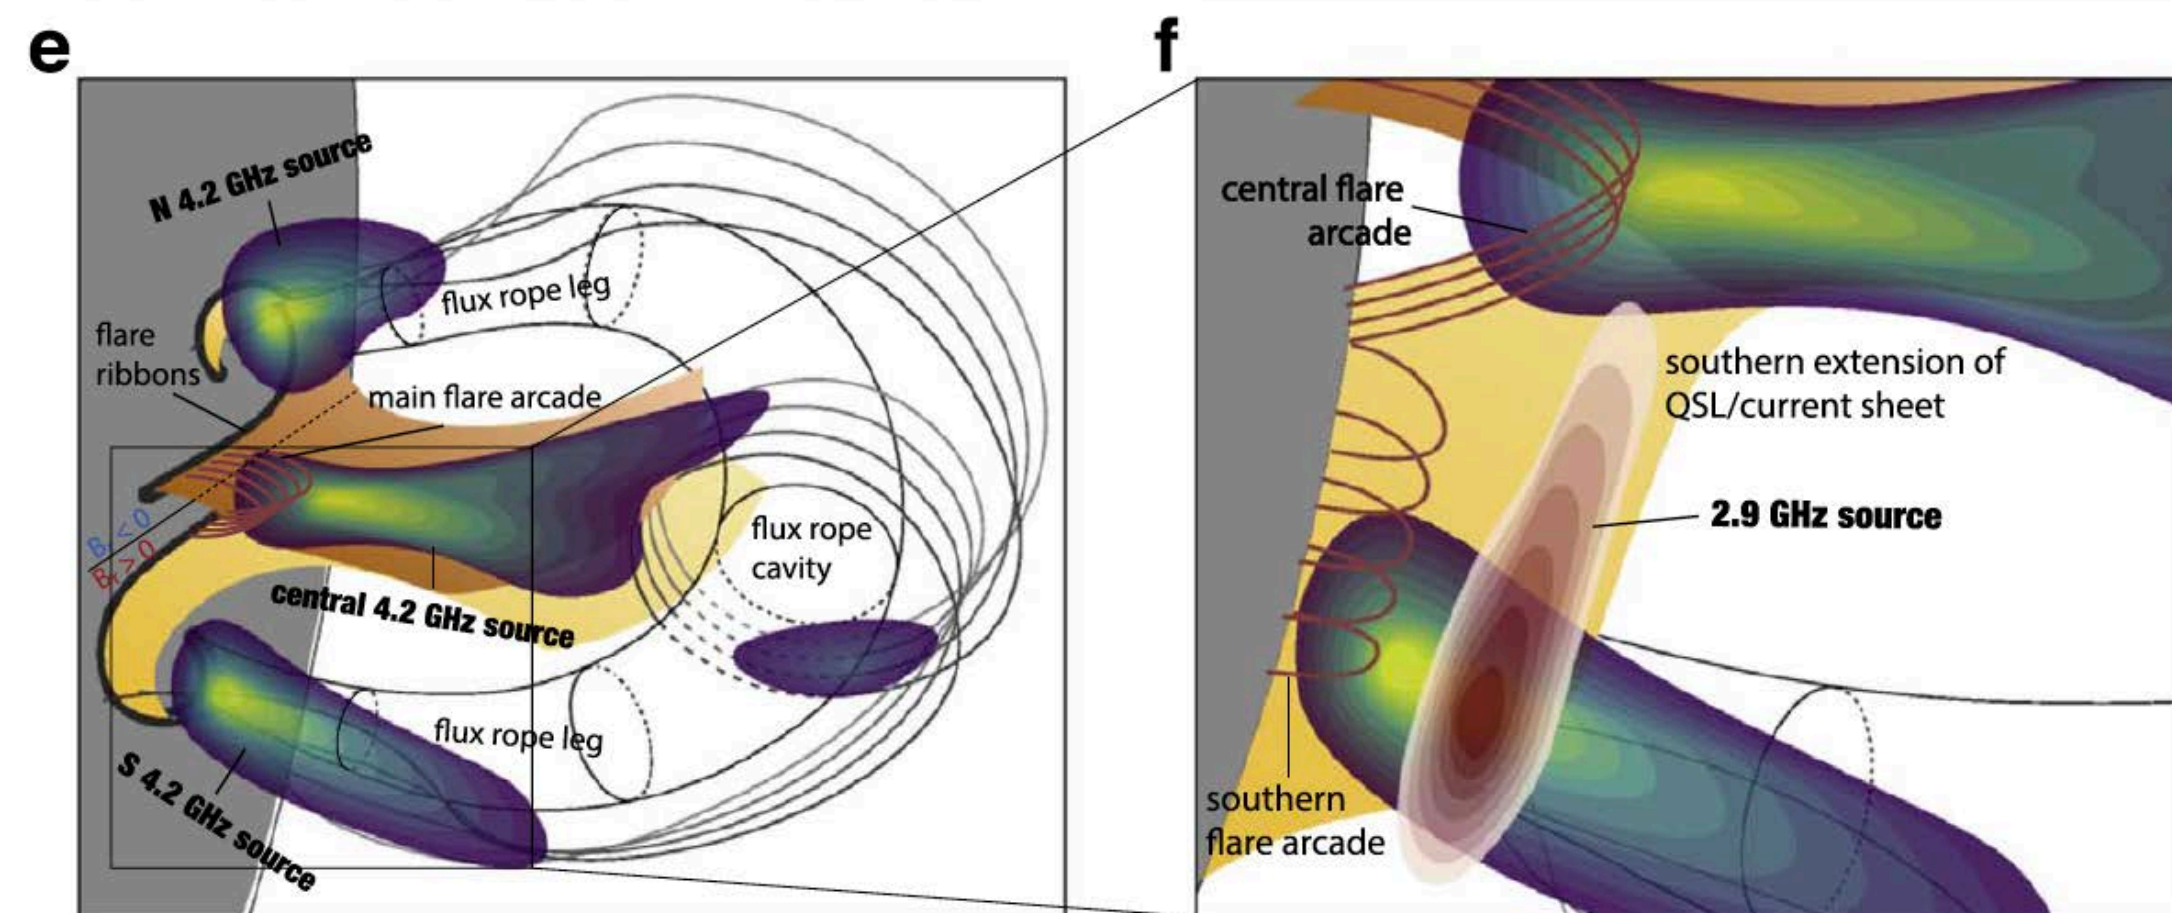 e
N 4.2 GHz source
flare
ribbons
flux rope leg
main flare arcade
flux rope
cavity
Br < 0
Br > 0
central 4.2 GHz source
flux rope leg
S 4.2 GHz source
f
central flare
arcade
southern extension of
QSL/current sheet
2.9 GHz source
southern
flare arcade